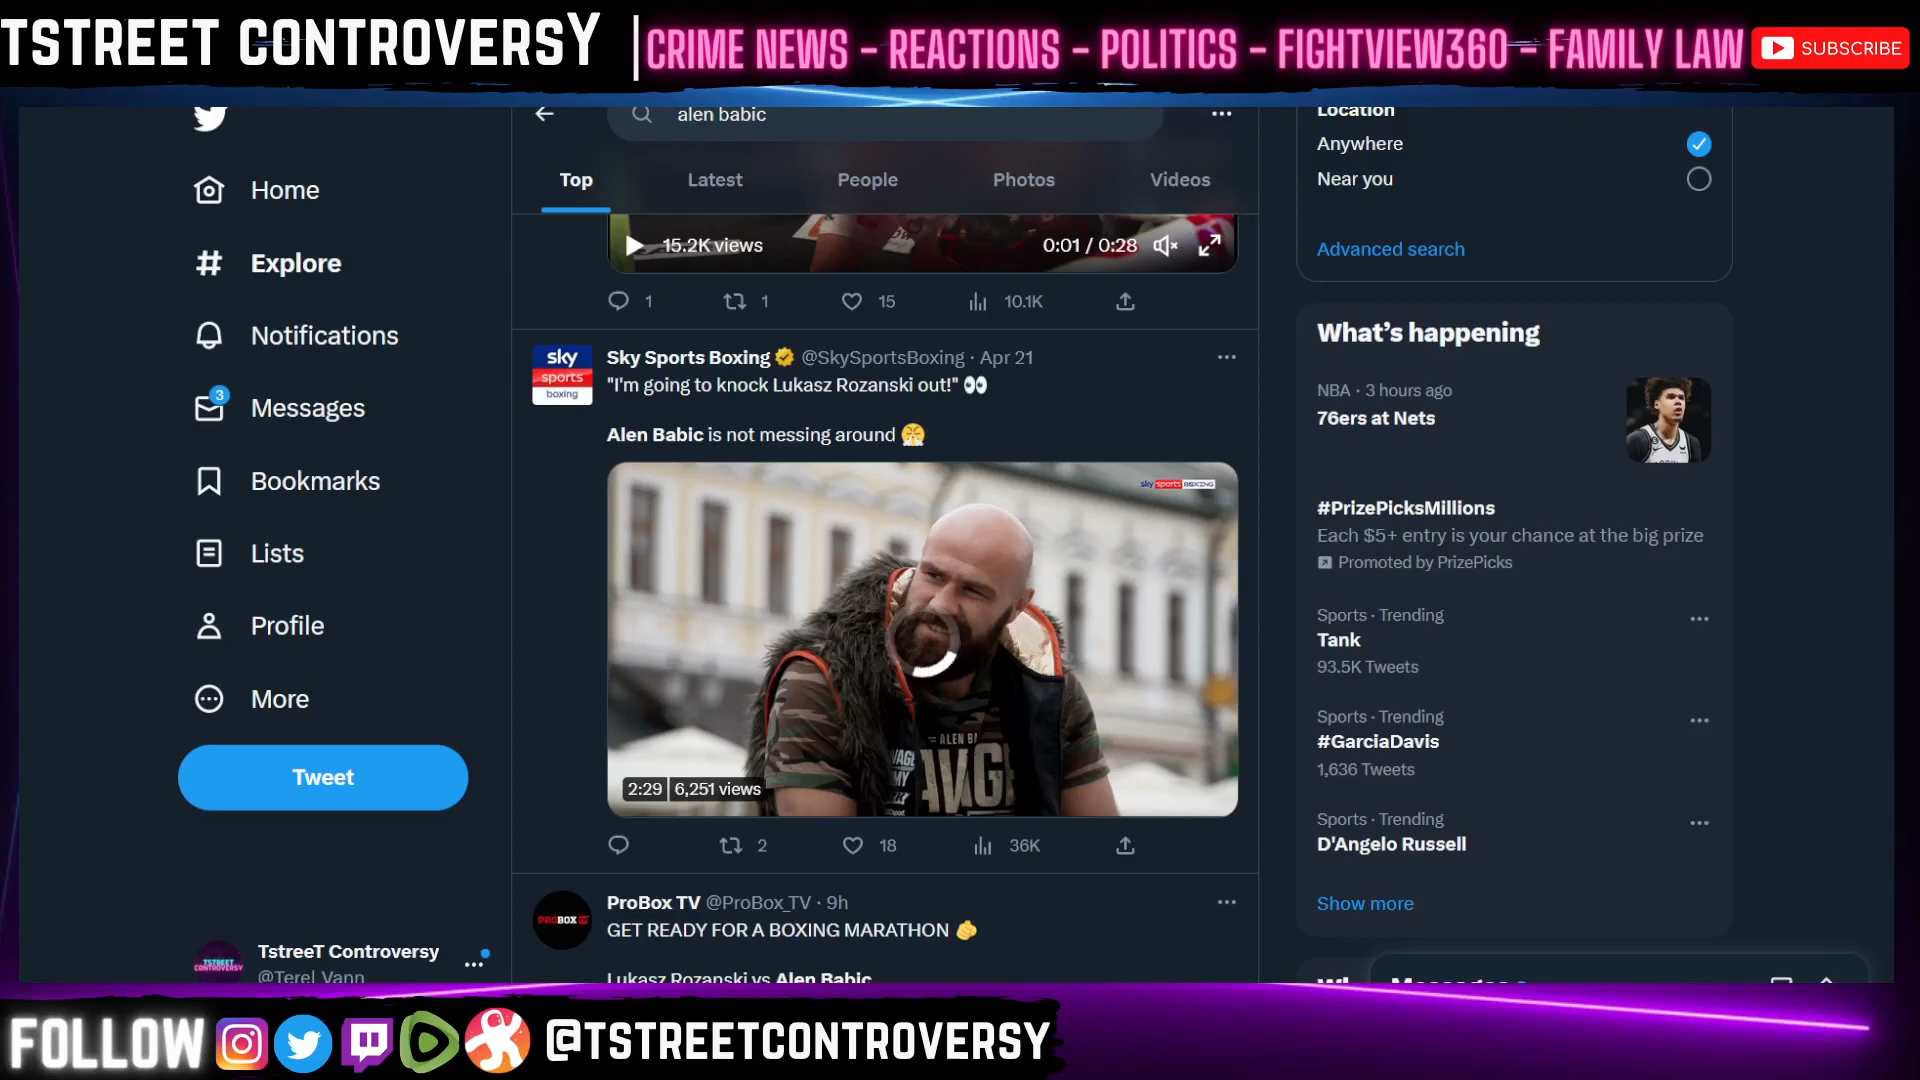 TSTREET CONTROVERSY
CRIME NEWS - REACTIONS - POLITICS - FIGHTVIEW360 - FAMILY LAW
SUBSCRIBE
alen babic
Top
Latest
People
Photos
Videos
Home
Explore
Notifications
3
Messages
Bookmarks
Lists
Profile
More
Tweet
TstreeT Controversy
@Terel_Vann
15.2K views
0:01 / 0:28
1
1
15
10.1K
sky
sports
boxing
Sky Sports Boxing @SkySportsBoxing · Apr 21
"I'm going to knock Lukasz Rozanski out!" 👀
Alen Babic is not messing around 😤
sky sports BOXING
2:29
6,251 views
2
18
36K
PROBOX
ProBox TV @ProBox_TV · 9h
GET READY FOR A BOXING MARATHON
Lukasz Rozanski vs Alen Babic
Location
Anywhere
Near you
Advanced search
What's happening
NBA · 3 hours ago
76ers at Nets
#PrizePicksMillions
Each $5+ entry is your chance at the big prize
Promoted by PrizePicks
Sports · Trending
Tank
93.5K Tweets
Sports · Trending
#GarciaDavis
1,636 Tweets
Sports · Trending
D'Angelo Russell
Show more
Messages
FOLLOW
@TSTREETCONTROVERSY